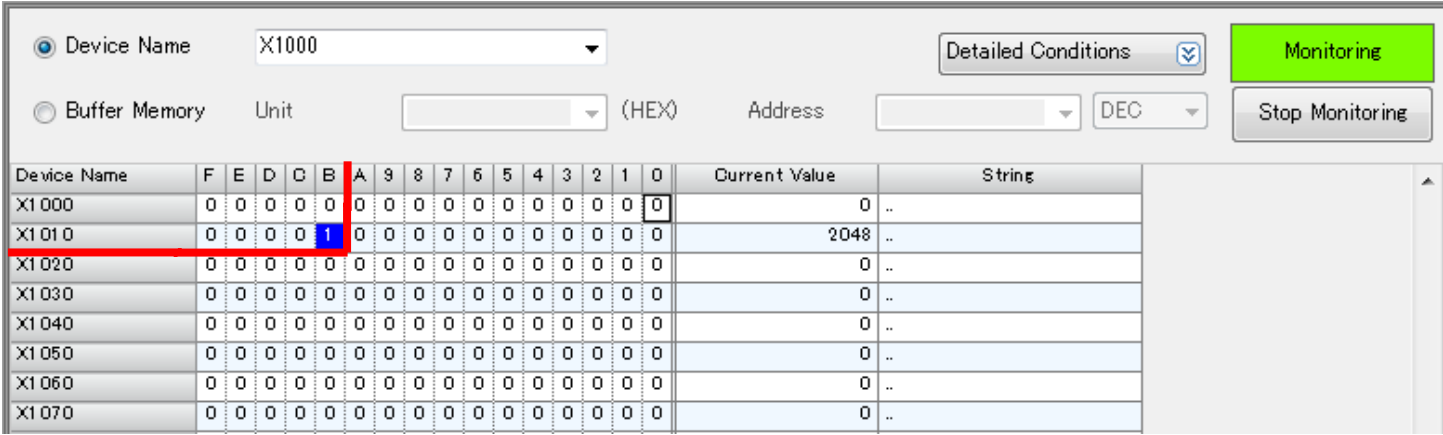 Device Name X1000 Detailed Conditions Monitoring
Buffer Memory Unit (HEX) Address DEC Stop Monitoring
Device Name F E D C B A 9 8 7 6 5 4 3 2 1 0 Current Value String
X1000 0 0 0 0 0 0 0 0 0 0 0 0 0 0 0 0 0 ..
X1010 0 0 0 0 1 0 0 0 0 0 0 0 0 0 0 0 2048 ..
X1020 0 0 0 0 0 0 0 0 0 0 0 0 0 0 0 0 0 ..
X1030 0 0 0 0 0 0 0 0 0 0 0 0 0 0 0 0 0 ..
X1040 0 0 0 0 0 0 0 0 0 0 0 0 0 0 0 0 0 ..
X1050 0 0 0 0 0 0 0 0 0 0 0 0 0 0 0 0 0 ..
X1060 0 0 0 0 0 0 0 0 0 0 0 0 0 0 0 0 0 ..
X1070 0 0 0 0 0 0 0 0 0 0 0 0 0 0 0 0 0 ..